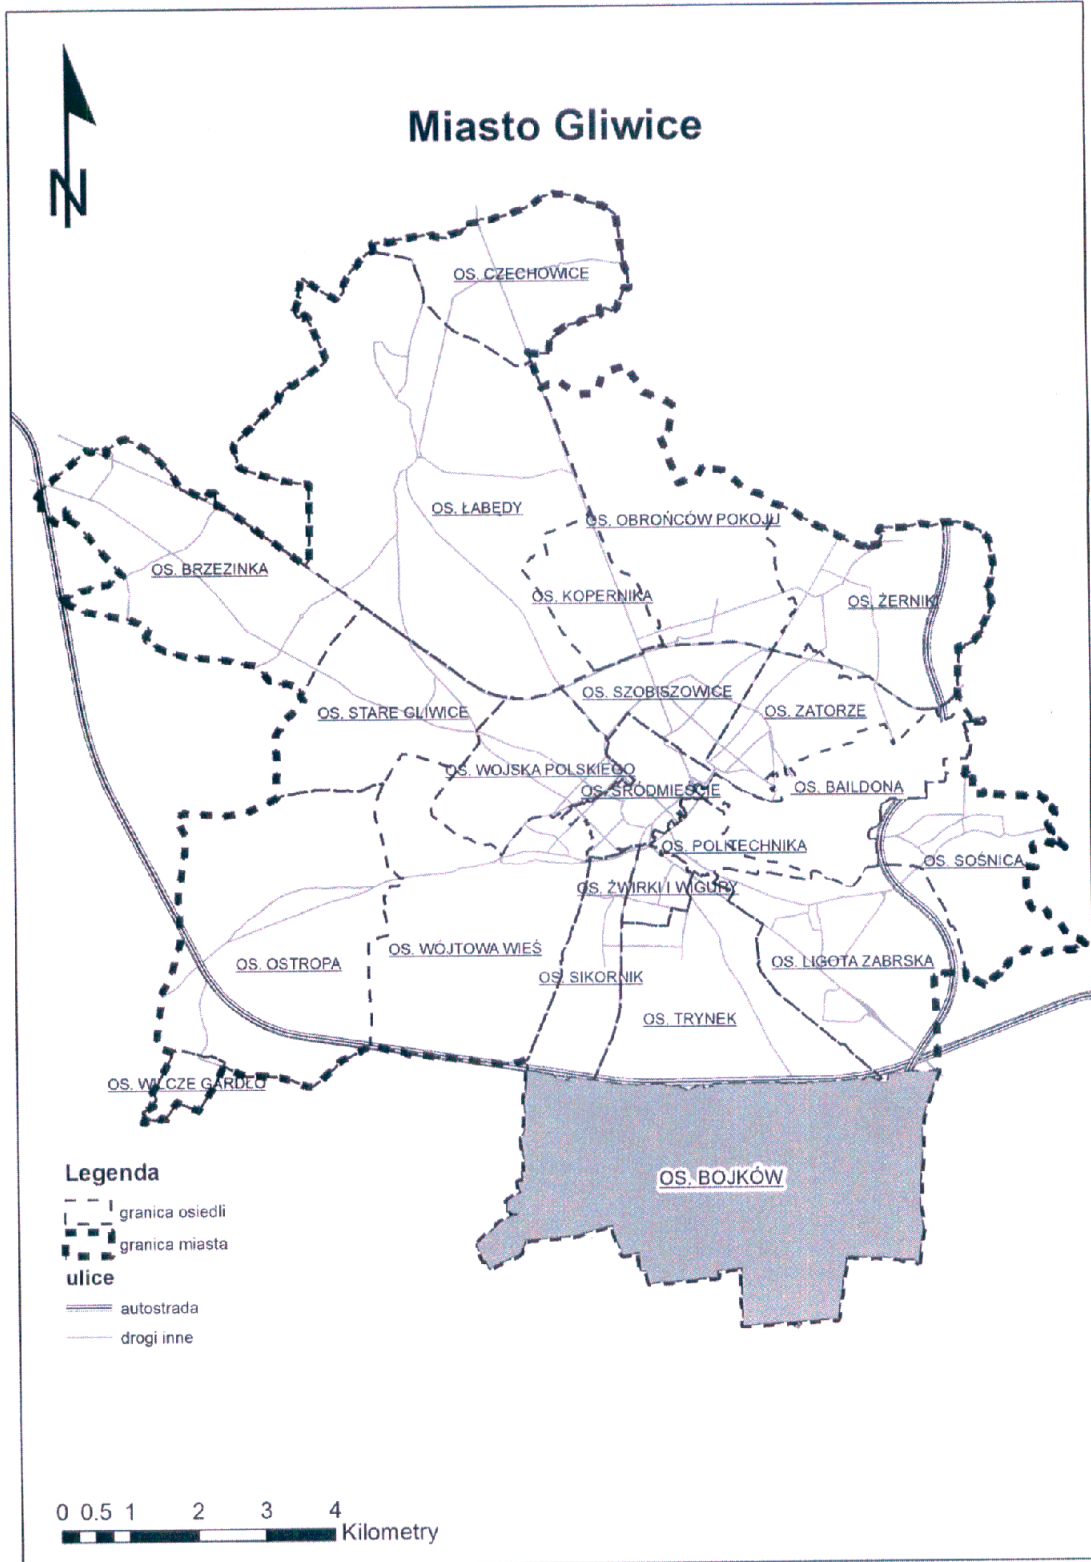 Miasto Gliwice
N
OS. CZECHOWICE
OS. ŁABĘDY
OS. OBROŃCÓW POKOJU
OS. BRZEZINKA
OS. KOPERNIKA
OS. ŻERNIKI
OS. SZOBISZOWICE
OS. STARE GLIWICE
OS. ZATORZE
OS. WOJSKA POLSKIEGO
OS. ŚRÓDMIEŚCIE
OS. BAILDONA
OS. POLITECHNIKA
OS. SOŚNICA
OS. ŻWIRKI I WIGURY
OS. WÓJTOWA WIEŚ
OS. OSTROPA
OS. SIKORNIK
OS. LIGOTA ZABRSKA
OS. TRYNEK
OS. WILCZE GARDŁO
OS. BOJKÓW
Legenda
granica osiedli
granica miasta
ulice
autostrada
drogi inne
0 0.5 1 2 3 4
Kilometry